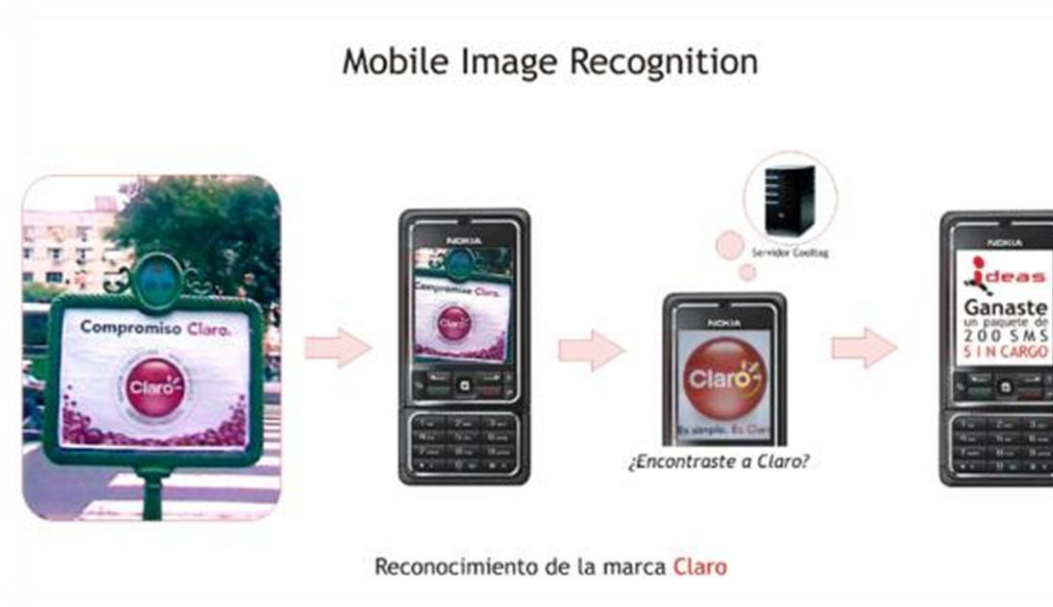 Mobile Image Recognition
Compromiso Claro.
Claro
NOKIA
Compromiso Claro.
Claro
Servidor Cooltag
NOKIA
Claro
Es simple. Es Clar
¿Encontraste a Claro?
NOKIA
ideas
Ganaste
un paquete de
200 SMS
SIN CARGO
Reconocimiento de la marca Claro